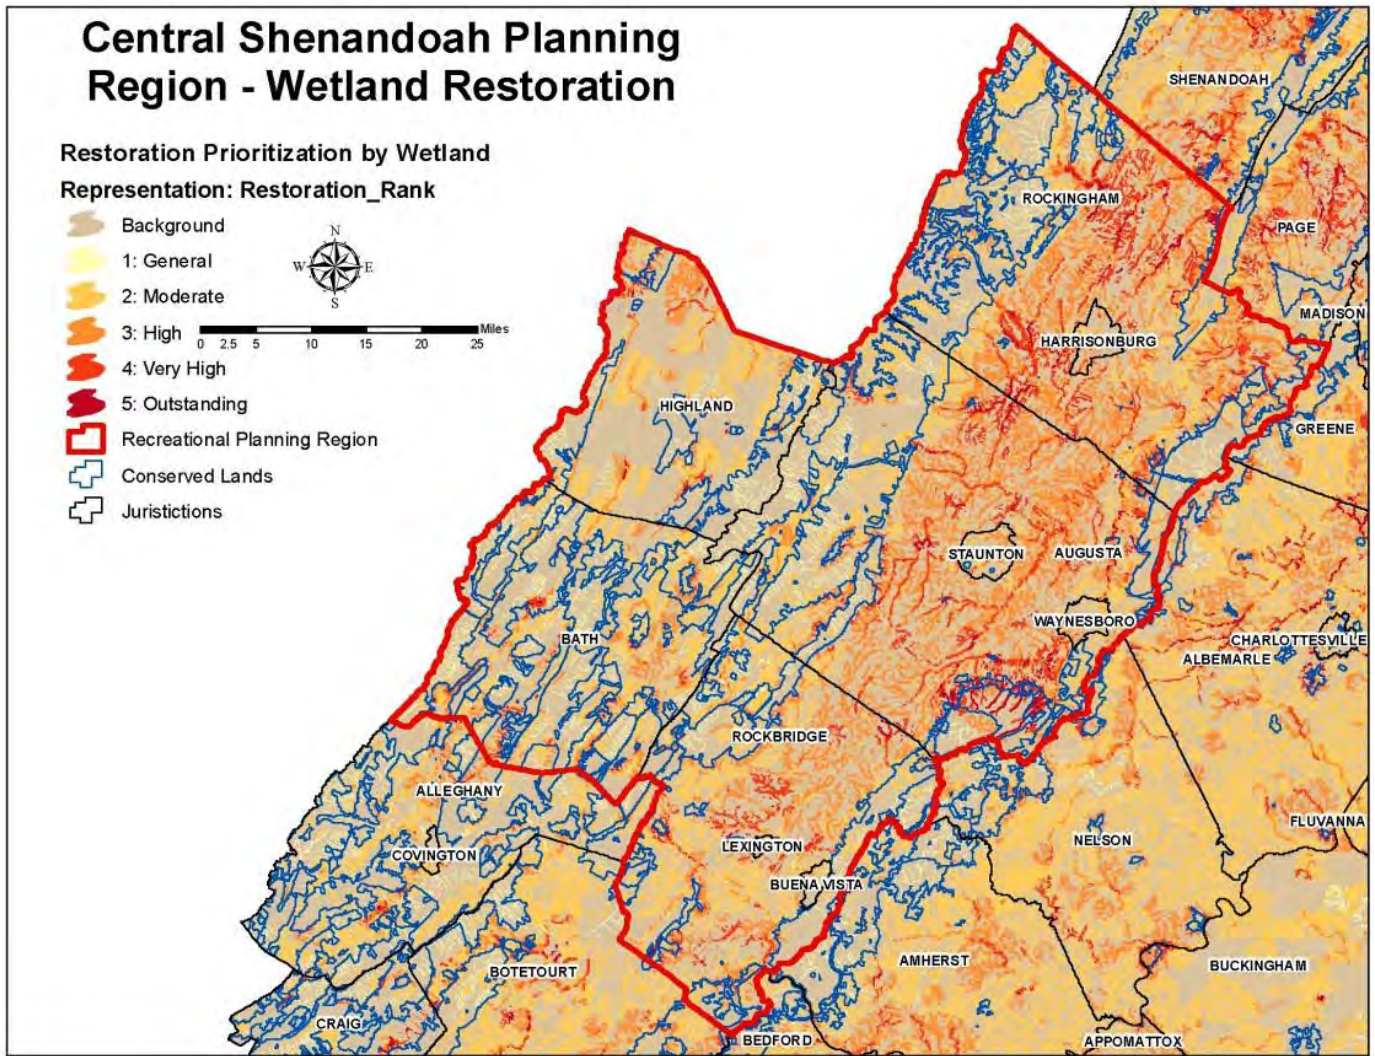 Central Shenandoah Planning
Region - Wetland Restoration
Restoration Prioritization by Wetland
Representation: Restoration_Rank
Background
1: General
2: Moderate
3: High
4: Very High
5: Outstanding
Recreational Planning Region
Conserved Lands
Juristictions
N
W E
S
Miles
0 2.5 5 10 15 20 25
SHENANDOAH
ROCKINGHAM
PAGE
MADISON
HARRISONBURG
HIGHLAND
GREENE
STAUNTON
AUGUSTA
WAYNESBORO
BATH
CHARLOTTESVILLE
ALBEMARLE
ROCKBRIDGE
ALLEGHANY
FLUVANNA
NELSON
LEXINGTON
COVINGTON
BUENA VISTA
AMHERST
BUCKINGHAM
BOTETOURT
CRAIG
BEDFORD
APPOMATTOX